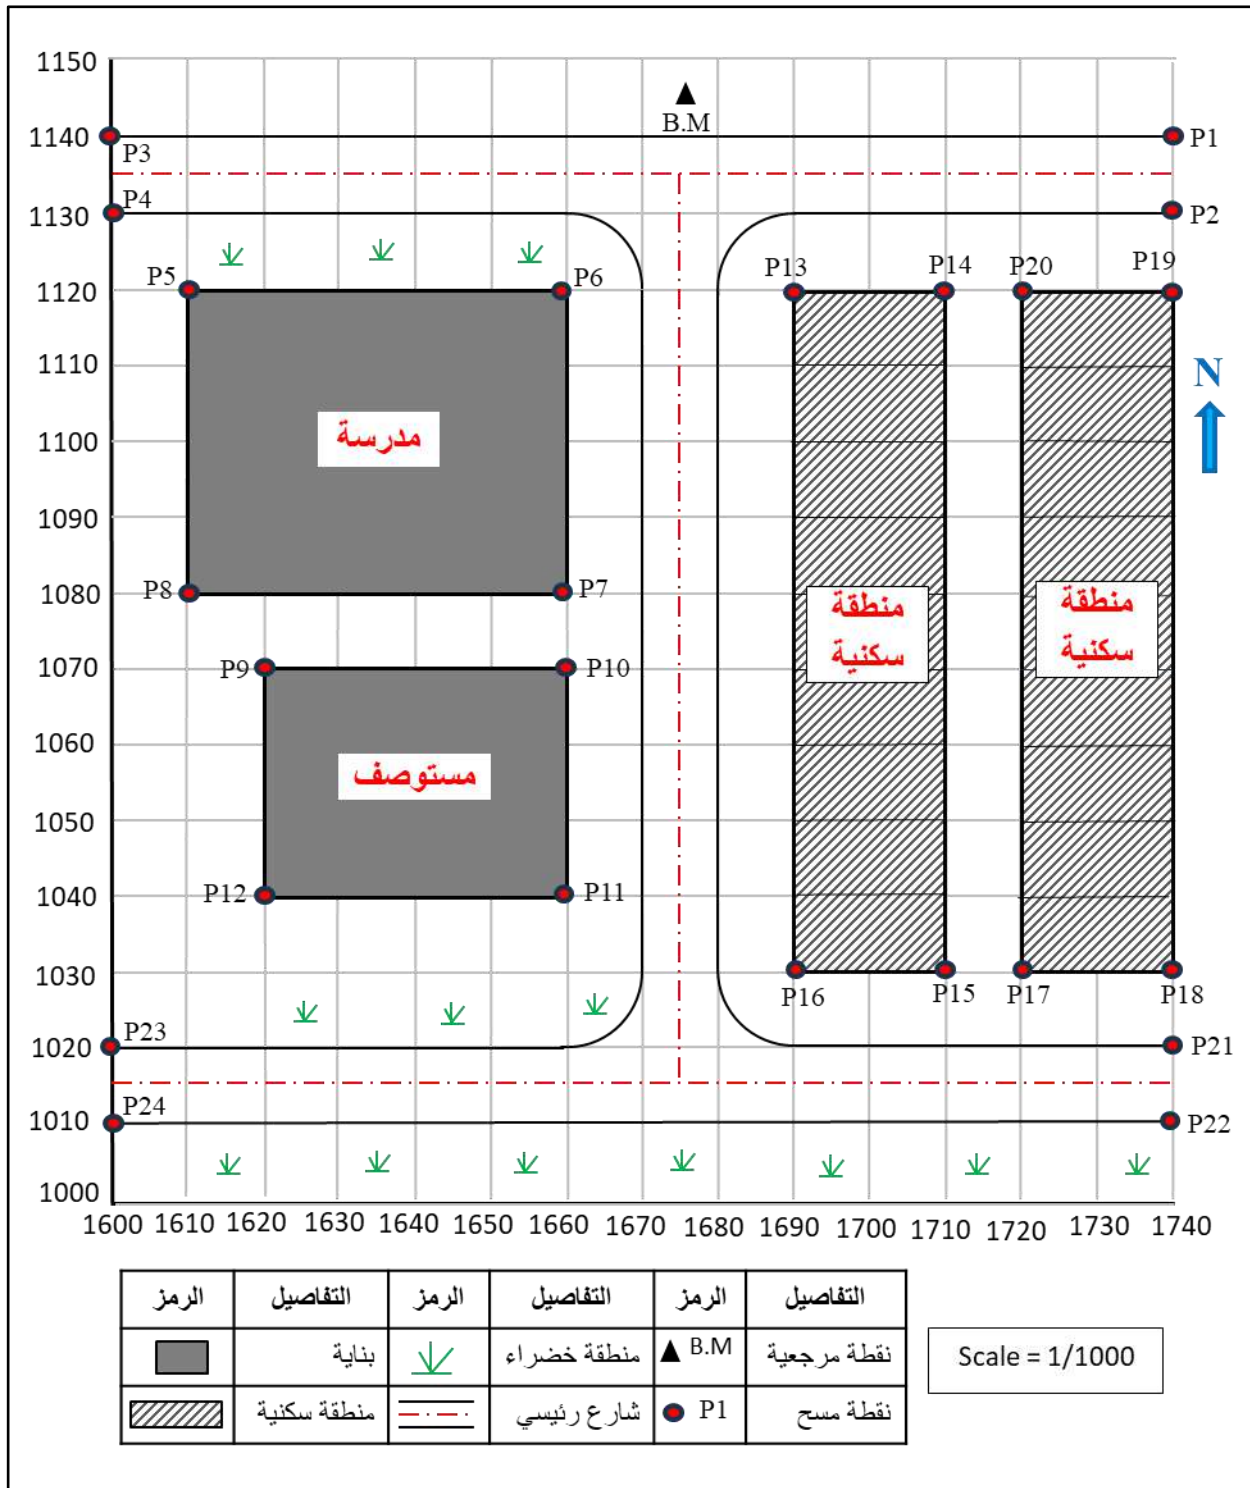 1150
B.M
1140
P3
P1
P4
1130
P2
P5
P6
P13
P14
P20
P19
1120
1110
N
مدرسة
1100
1090
P8
P7
1080
منطقة
سكنية
منطقة
سكنية
P9
P10
1070
1060
مستوصف
1050
P12
P11
1040
1030
P16
P15
P17
P18
P23
1020
P21
P24
1010
P22
1000
1600 1610 1620 1630 1640 1650 1660 1670 1680 1690 1700 1710 1720 1730 1740
التفاصيل الرمز التفاصيل الرمز التفاصيل الرمز
نقطة مرجعية B.M منطقة خضراء بناية
نقطة مسح P1 شارع رئيسي منطقة سكنية
Scale = 1/1000